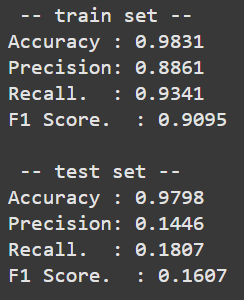 -- train set --
Accuracy : 0.9831
Precision: 0.8861
Recall.  : 0.9341
F1 Score.  : 0.9095

-- test set --
Accuracy : 0.9798
Precision: 0.1446
Recall.  : 0.1807
F1 Score.  : 0.1607